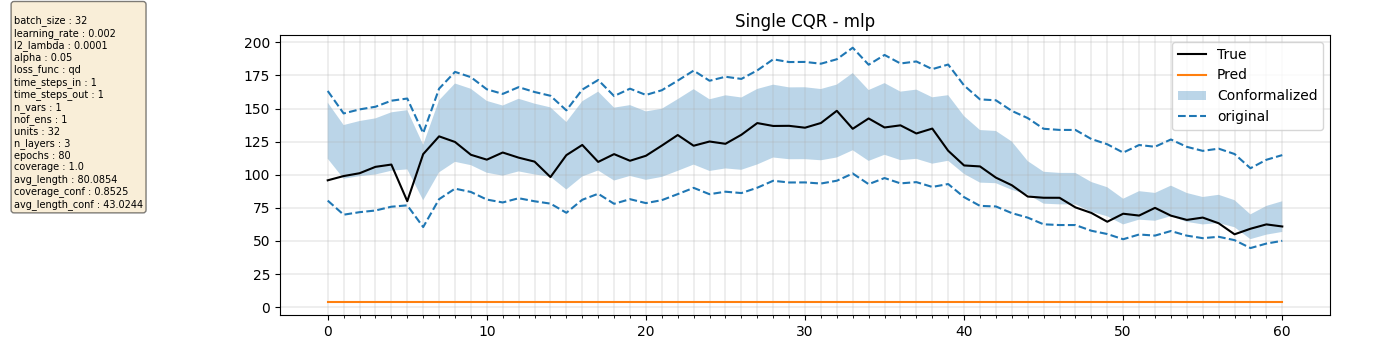 batch_size : 32
learning_rate : 0.002
l2_lambda : 0.0001
alpha : 0.05
loss_func : qd
time_steps_in : 1
time_steps_out : 1
n_vars : 1
nof_ens : 1
units : 32
n_layers : 3
epochs : 80
coverage : 1.0
avg_length : 80.0854
coverage_conf : 0.8525
avg_length_conf : 43.0244
Single CQR - mlp
200
175
150
125
100
75
50
25
0
True
Pred
Conformalized
original
0 10 20 30 40 50 60